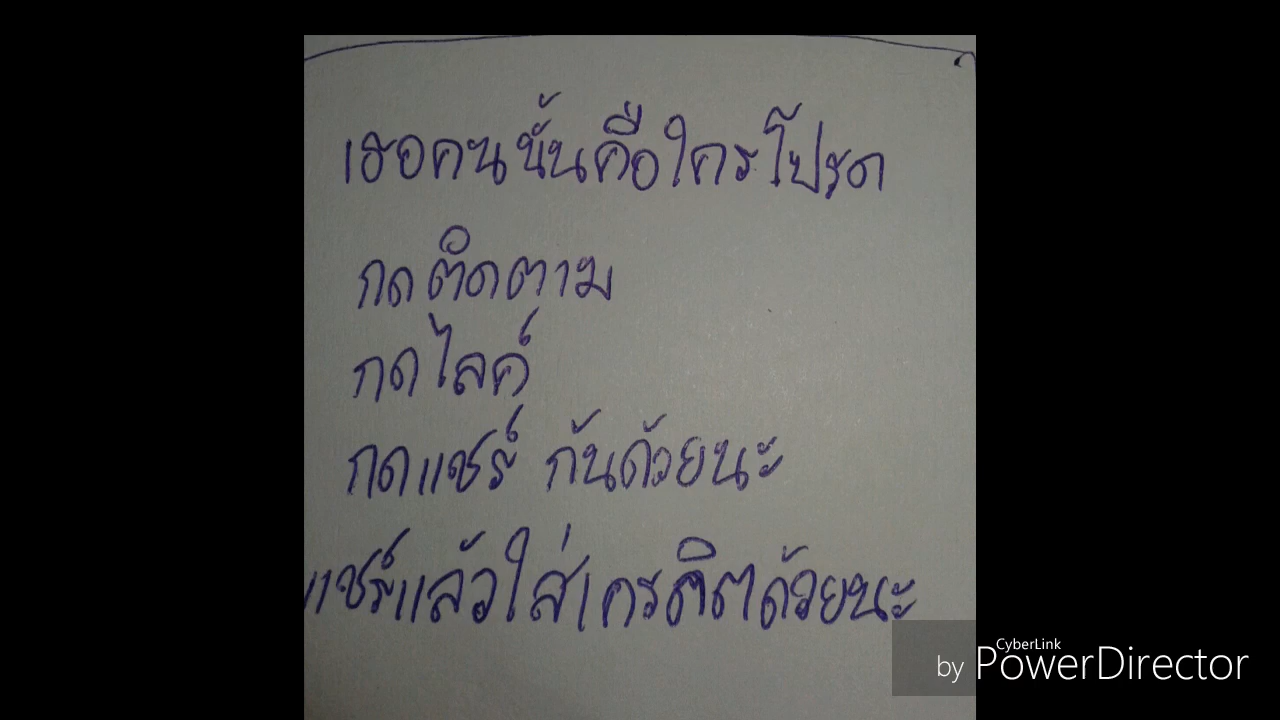 เธอคนนั้นคือใครโปรด
กดติดตาม
กดไลค์
กดแชร์ กันด้วยนะ
แชร์แล้วใส่เครดิตด้วยนะ
by CyberLink PowerDirector